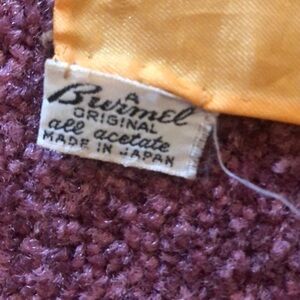 A
Burmel
ORIGINAL
all acetate
MADE IN JAPAN